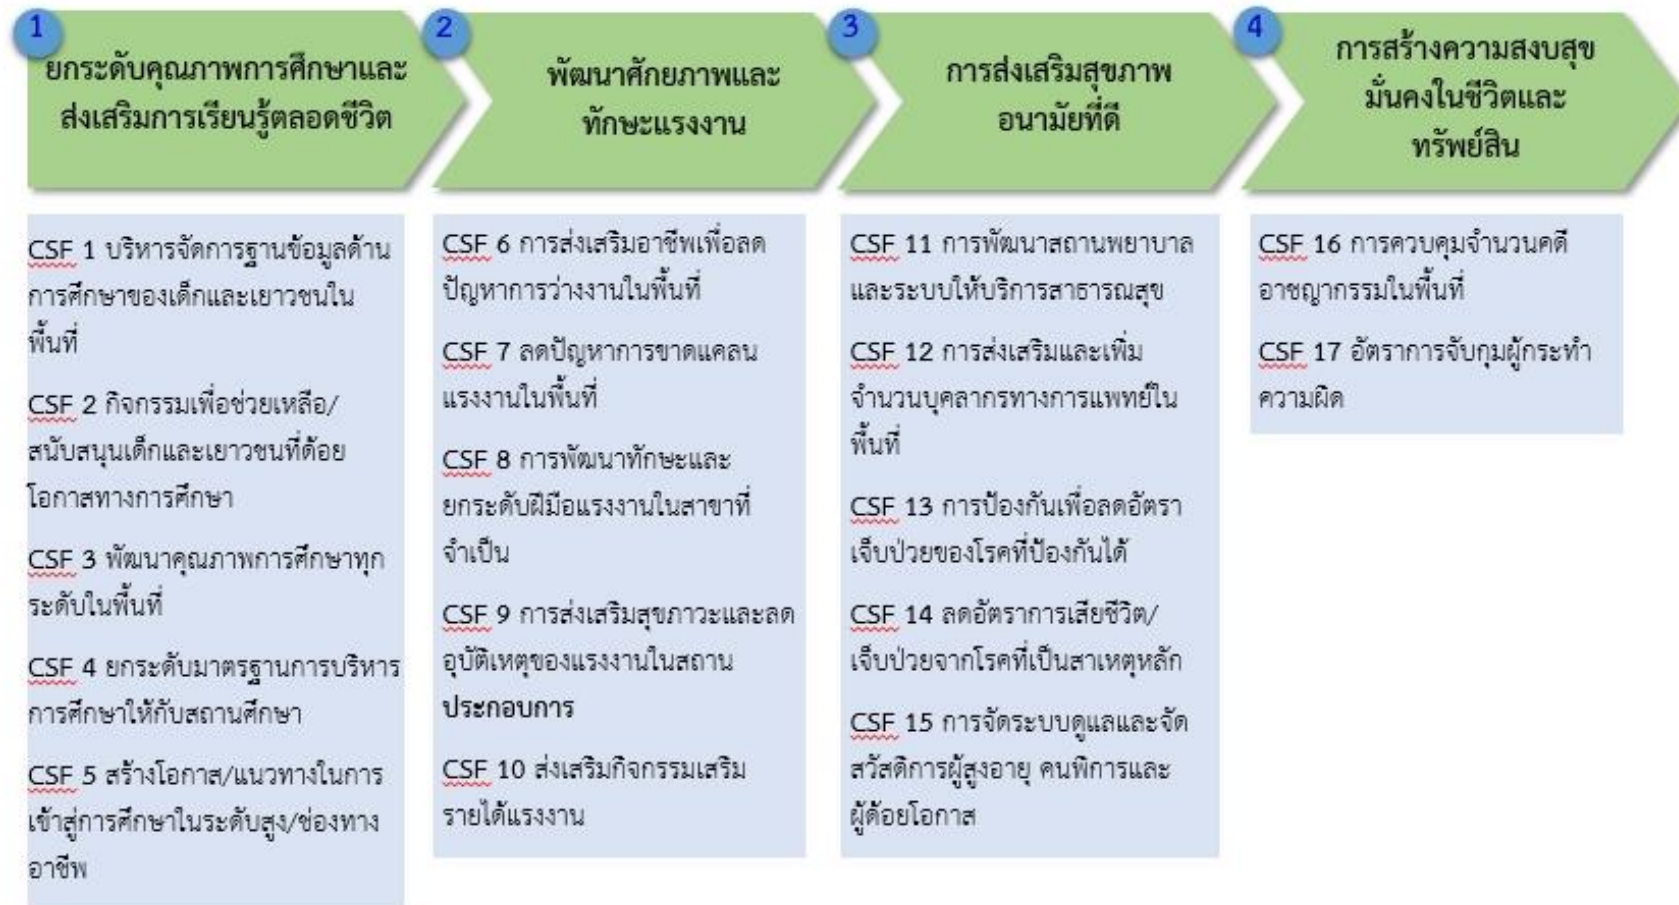 1
ยกระดับคุณภาพการศึกษาและ
ส่งเสริมการเรียนรู้ตลอดชีวิต
CSF 1 บริหารจัดการฐานข้อมูลด้าน
การศึกษาของเด็กและเยาวชนใน
พื้นที่
CSF 2 กิจกรรมเพื่อช่วยเหลือ/
สนับสนุนเด็กและเยาวชนที่ด้อย
โอกาสทางการศึกษา
CSF 3 พัฒนาคุณภาพการศึกษาทุก
ระดับในพื้นที่
CSF 4 ยกระดับมาตรฐานการบริหาร
การศึกษาให้กับสถานศึกษา
CSF 5 สร้างโอกาส/แนวทางในการ
เข้าสู่การศึกษาในระดับสูง/ช่องทาง
อาชีพ
2
พัฒนาศักยภาพและ
ทักษะแรงงาน
CSF 6 การส่งเสริมอาชีพเพื่อลด
ปัญหาการว่างงานในพื้นที่
CSF 7 ลดปัญหาการขาดแคลน
แรงงานในพื้นที่
CSF 8 การพัฒนาทักษะและ
ยกระดับฝีมือแรงงานในสาขาที่
จำเป็น
CSF 9 การส่งเสริมสุขภาวะและลด
อุบัติเหตุของแรงงานในสถาน
ประกอบการ
CSF 10 ส่งเสริมกิจกรรมเสริม
รายได้แรงงาน
3
การส่งเสริมสุขภาพ
อนามัยที่ดี
CSF 11 การพัฒนาสถานพยาบาล
และระบบให้บริการสาธารณสุข
CSF 12 การส่งเสริมและเพิ่ม
จำนวนบุคลากรทางการแพทย์ใน
พื้นที่
CSF 13 การป้องกันเพื่อลดอัตรา
เจ็บป่วยของโรคที่ป้องกันได้
CSF 14 ลดอัตราการเสียชีวิต/
เจ็บป่วยจากโรคที่เป็นสาเหตุหลัก
CSF 15 การจัดระบบดูแลและจัด
สวัสดิการผู้สูงอายุ คนพิการและ
ผู้ด้อยโอกาส
4
การสร้างความสงบสุข
มั่นคงในชีวิตและ
ทรัพย์สิน
CSF 16 การควบคุมจำนวนคดี
อาชญากรรมในพื้นที่
CSF 17 อัตราการจับกุมผู้กระทำ
ความผิด